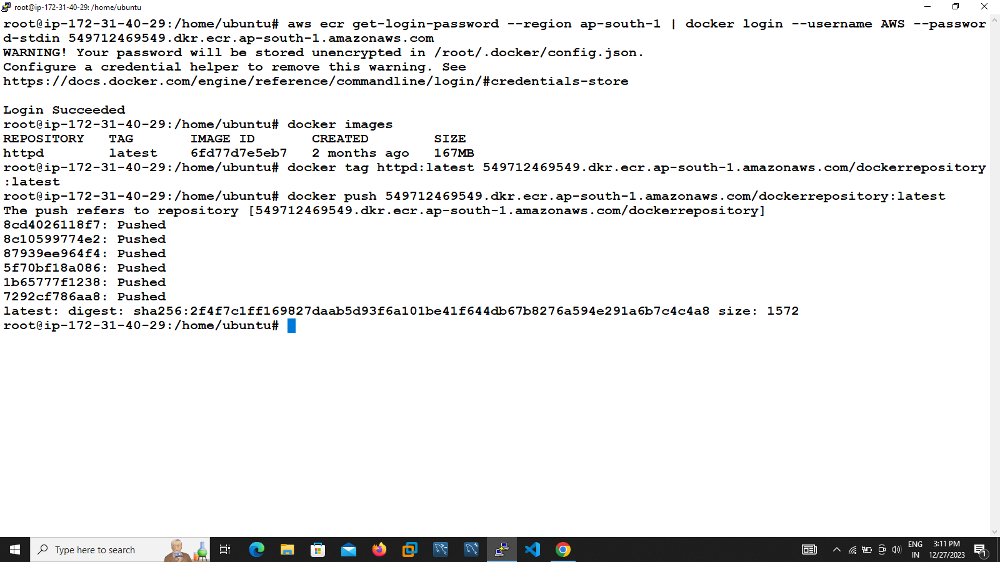 root@ip-172-31-40-29: /home/ubuntu
root@ip-172-31-40-29:/home/ubuntu# aws ecr get-login-password --region ap-south-1 | docker login --username AWS --passwor
d-stdin 549712469549.dkr.ecr.ap-south-1.amazonaws.com
WARNING! Your password will be stored unencrypted in /root/.docker/config.json.
Configure a credential helper to remove this warning. See
https://docs.docker.com/engine/reference/commandline/login/#credentials-store
Login Succeeded
root@ip-172-31-40-29:/home/ubuntu# docker images
REPOSITORY   TAG       IMAGE ID       CREATED        SIZE
httpd        latest    6fd77d7e5eb7   2 months ago   167MB
root@ip-172-31-40-29:/home/ubuntu# docker tag httpd:latest 549712469549.dkr.ecr.ap-south-1.amazonaws.com/dockerrepository
:latest
root@ip-172-31-40-29:/home/ubuntu# docker push 549712469549.dkr.ecr.ap-south-1.amazonaws.com/dockerrepository:latest
The push refers to repository [549712469549.dkr.ecr.ap-south-1.amazonaws.com/dockerrepository]
8cd4026118f7: Pushed
8c10599774e2: Pushed
87939ee964f4: Pushed
5f70bf18a086: Pushed
1b65777f1238: Pushed
7292cf786aa8: Pushed
latest: digest: sha256:2f4f7c1ff169827daab5d93f6a101be41f644db67b8276a594e291a6b7c4c4a8 size: 1572
root@ip-172-31-40-29:/home/ubuntu#
Type here to search
ENG
IN
3:11 PM
12/27/2023
1